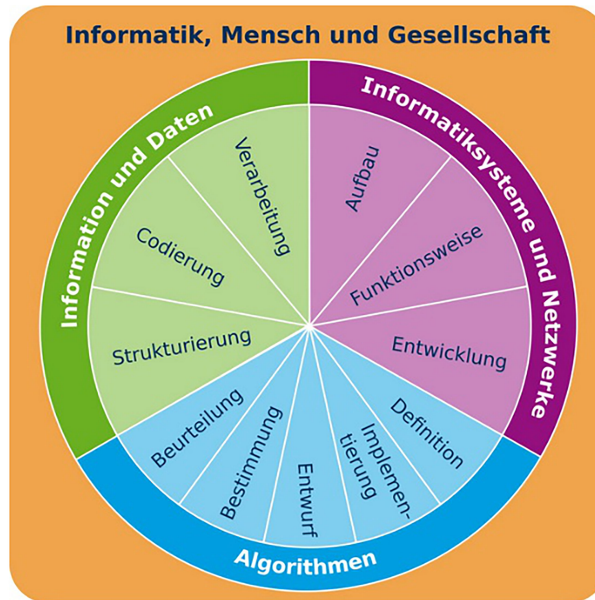 Informatik, Mensch und Gesellschaft
Information und Daten
Verarbeitung
Codierung
Strukturierung
Informatiksysteme und Netzwerke
Aufbau
Funktionsweise
Entwicklung
Algorithmen
Beurteilung
Bestimmung
Entwurf
Implemen-
tierung
Definition